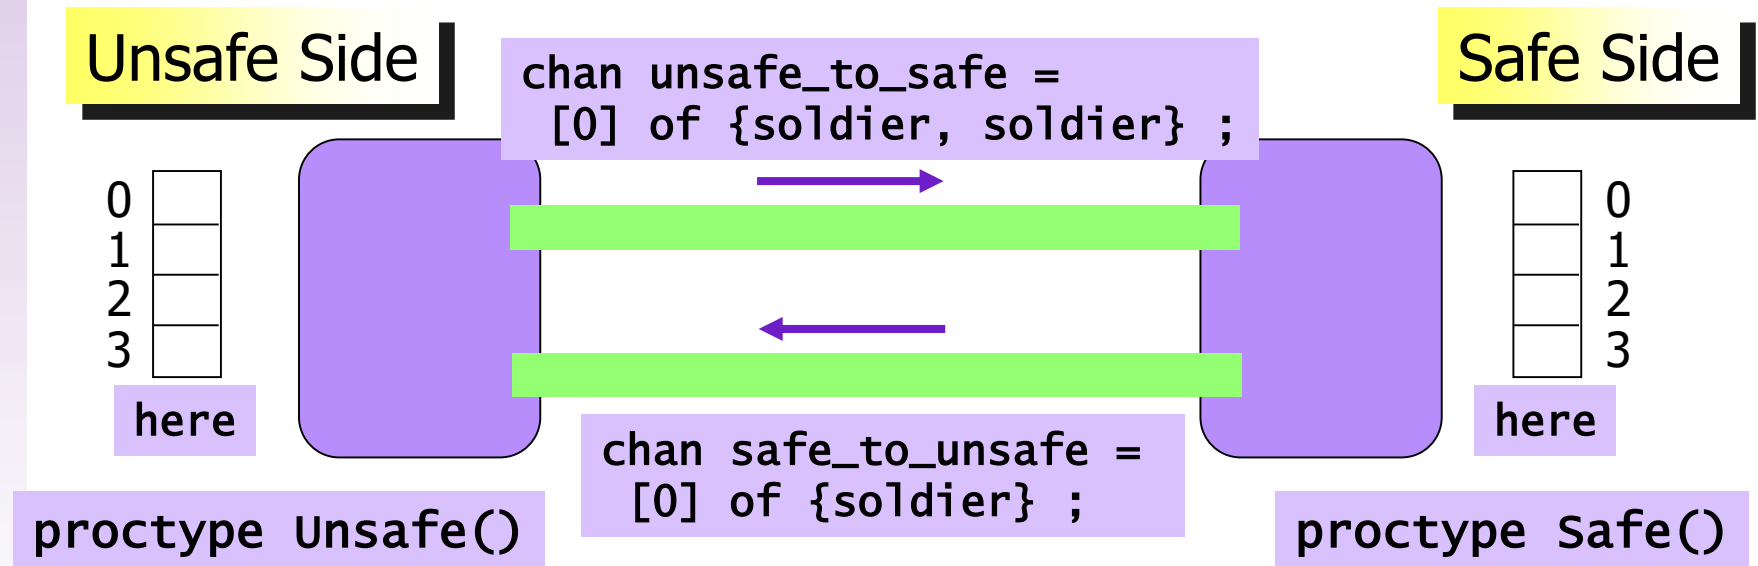 Unsafe Side
Safe Side
chan unsafe_to_safe =
[0] of {soldier, soldier} ;
0
1
2
3
here
0
1
2
3
here
chan safe_to_unsafe =
[0] of {soldier} ;
proctype Unsafe()
proctype Safe()